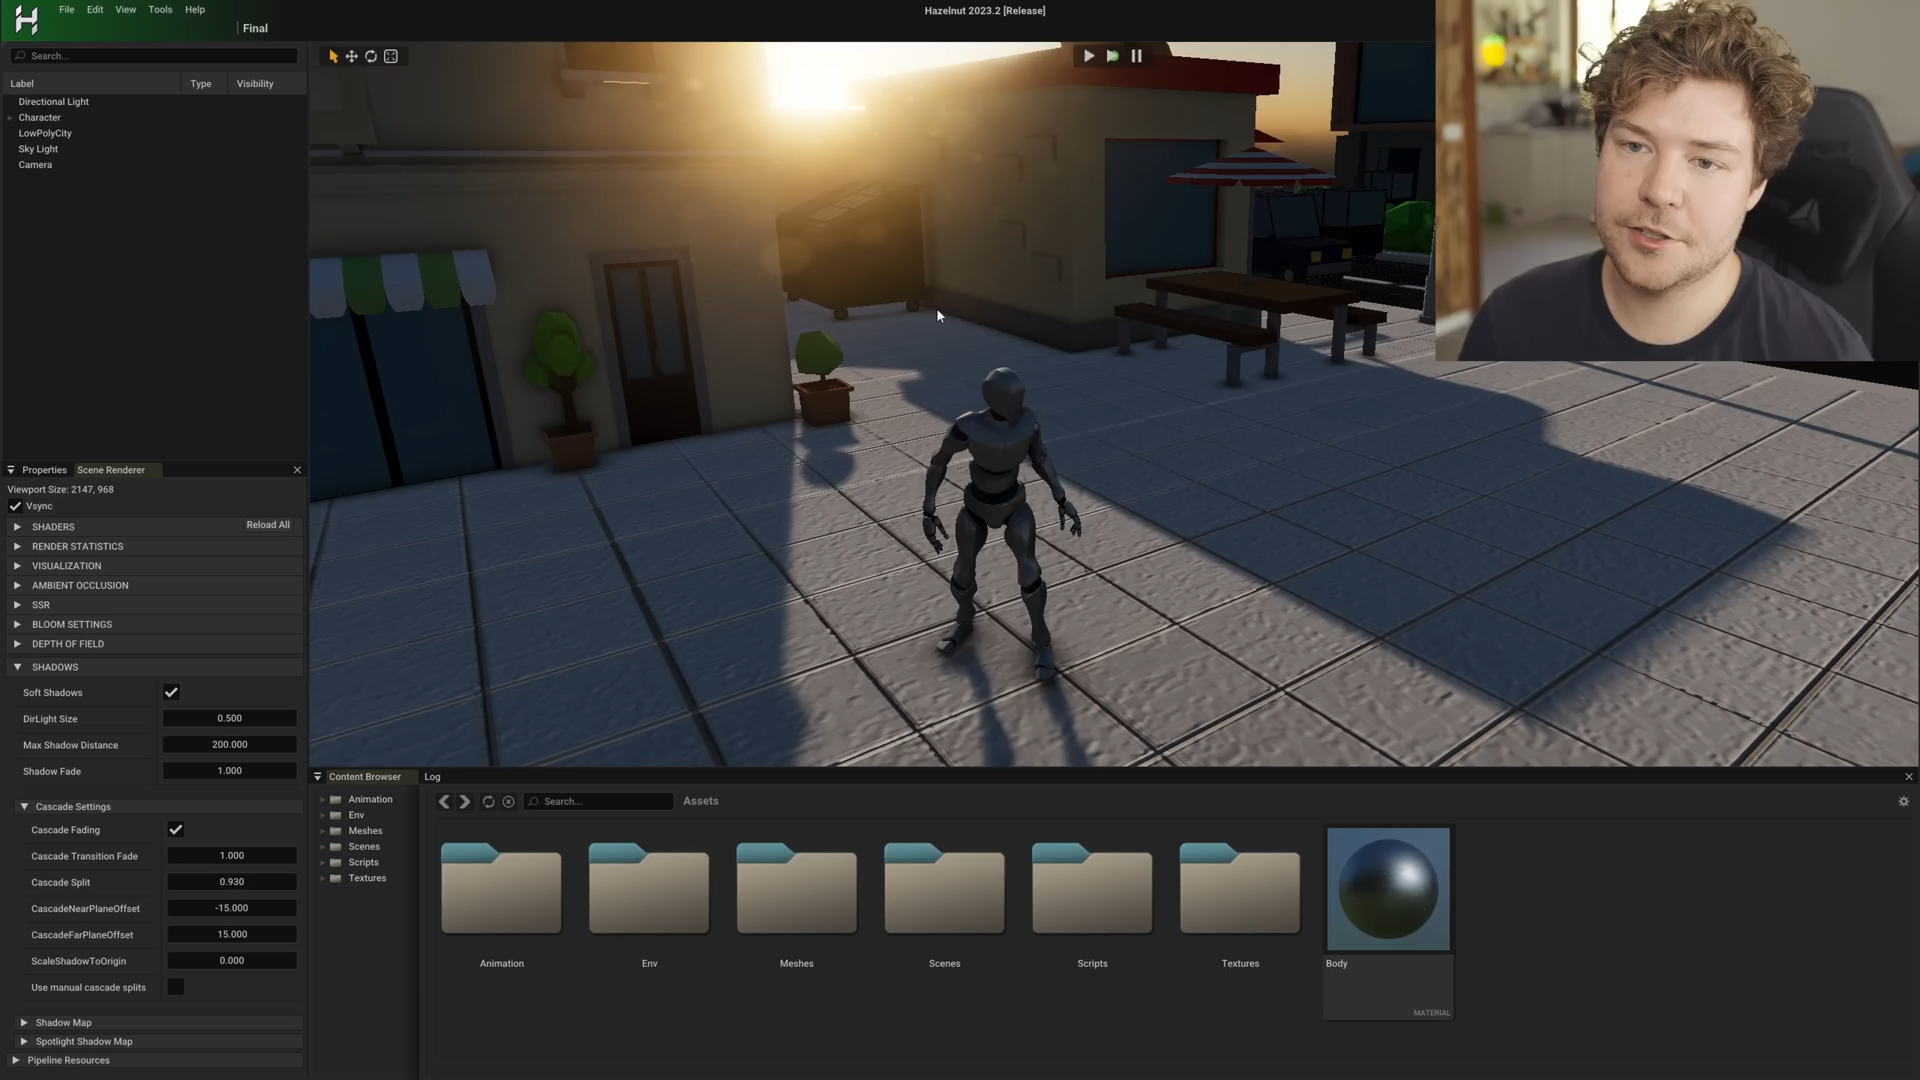 File Edit View Tools Help
Hazelnut 2023.2 [Release]
Final
Search...
Label Type Visibility
Directional Light
Character
LowPolyCity
Sky Light
Camera
Properties Scene Renderer
Viewport Size: 2147, 968
Vsync
SHADERS Reload All
RENDER STATISTICS
VISUALIZATION
AMBIENT OCCLUSION
SSR
BLOOM SETTINGS
DEPTH OF FIELD
SHADOWS
Soft Shadows
DirLight Size 0.500
Max Shadow Distance 200.000
Shadow Fade 1.000
Cascade Settings
Cascade Fading
Cascade Transition Fade 1.000
Cascade Split 0.930
CascadeNearPlaneOffset -15.000
CascadeFarPlaneOffset 15.000
ScaleShadowToOrigin 0.000
Use manual cascade splits
Shadow Map
Spotlight Shadow Map
Pipeline Resources
Content Browser Log
Animation
Env
Meshes
Scenes
Scripts
Textures
Search... Assets
Animation Env Meshes Scenes Scripts Textures Body
MATERIAL